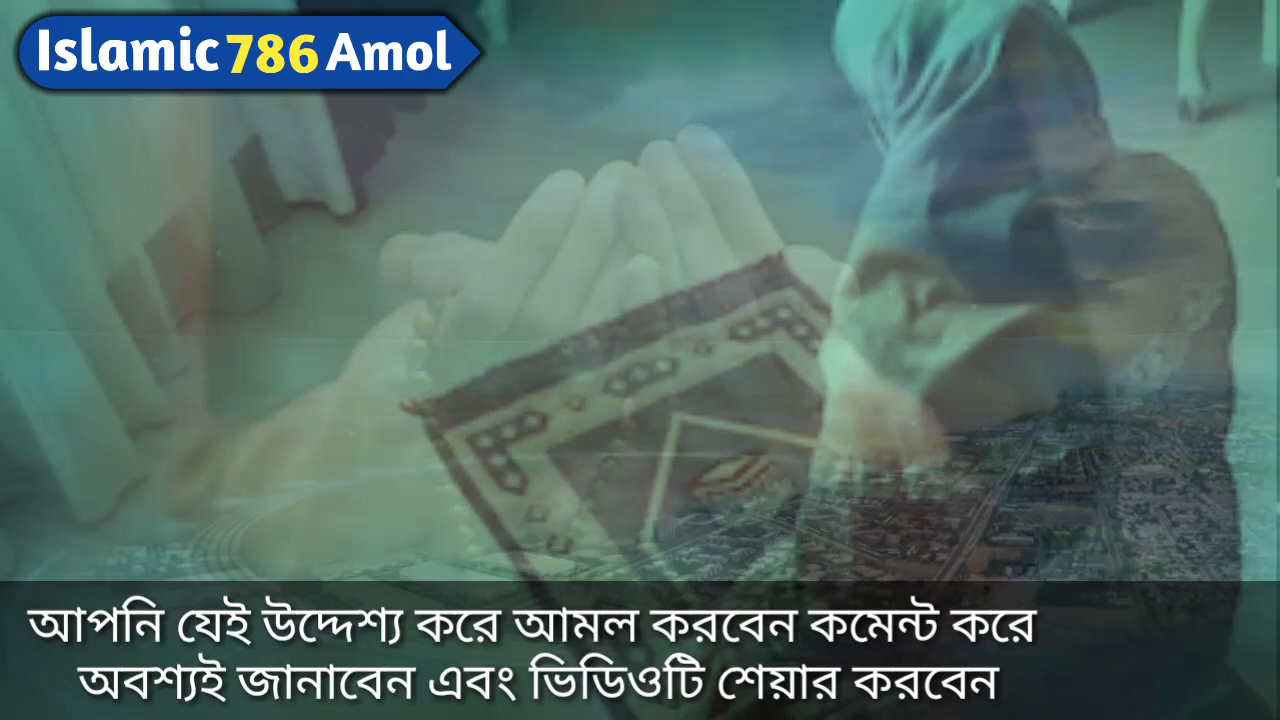 Islamic 786 Amol
আপনি যেই উদ্দেশ্য করে আমল করবেন কমেন্ট করে
অবশ্যই জানাবেন এবং ভিডিওটি শেয়ার করবেন